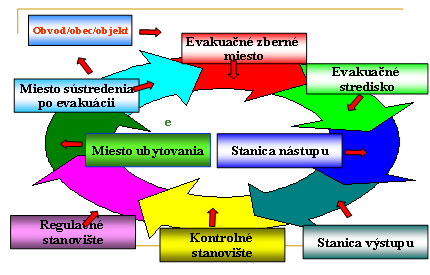 Obvod/obec/objekt
Evakuačné zberné
miesto
Evakuačné
stredisko
Miesto sústredenia
po evakuácii
e
Miesto ubytovania
Stanica nástupu
Regulačné
stanovište
Kontrolné
stanovište
Stanica výstupu